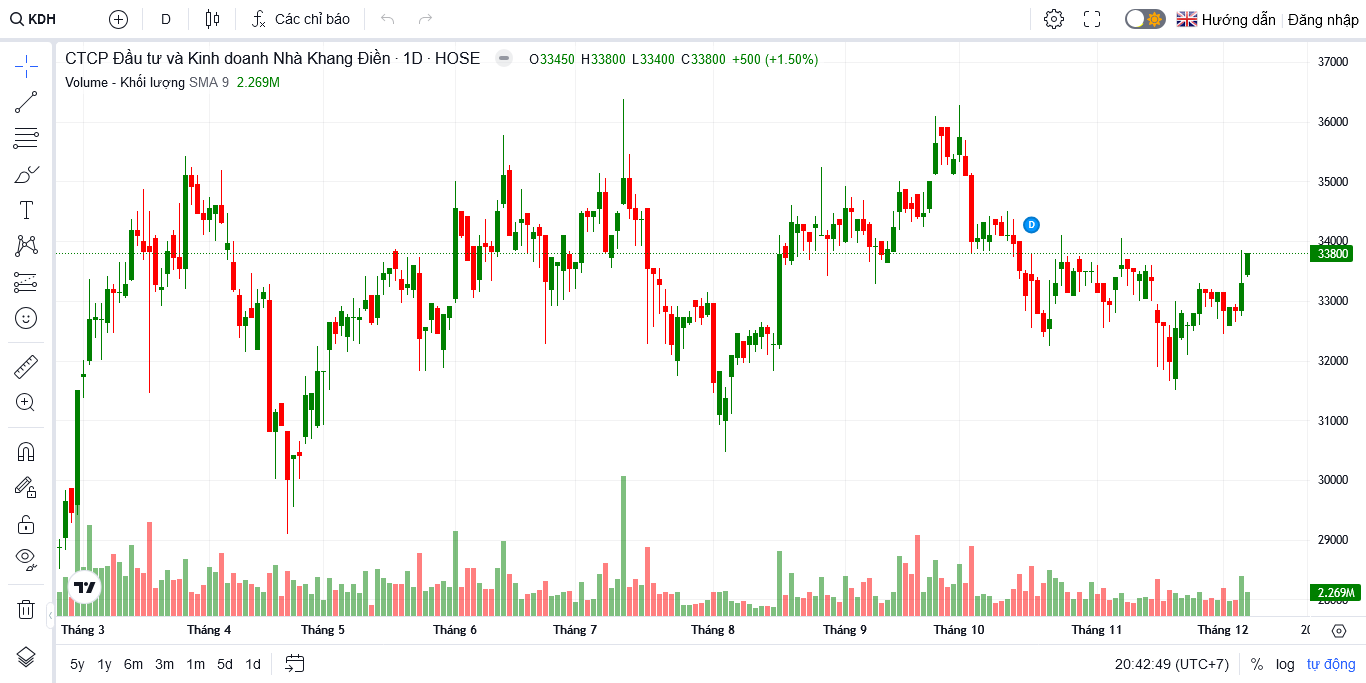 KDH D Các chỉ báo Hướng dẫn Đăng nhập
CTCP Đầu tư và Kinh doanh Nhà Khang Điền · 1D · HOSE O33450 H33800 L33400 C33800 +500 (+1.50%)
Volume - Khối lượng SMA 9 2.269M
37000
36000
35000
D
34000
33800
33000
32000
31000
30000
29000
2.269M
Tháng 3 Tháng 4 Tháng 5 Tháng 6 Tháng 7 Tháng 8 Tháng 9 Tháng 10 Tháng 11 Tháng 12
5y 1y 6m 3m 1m 5d 1d 20:42:49 (UTC+7) % log tự động